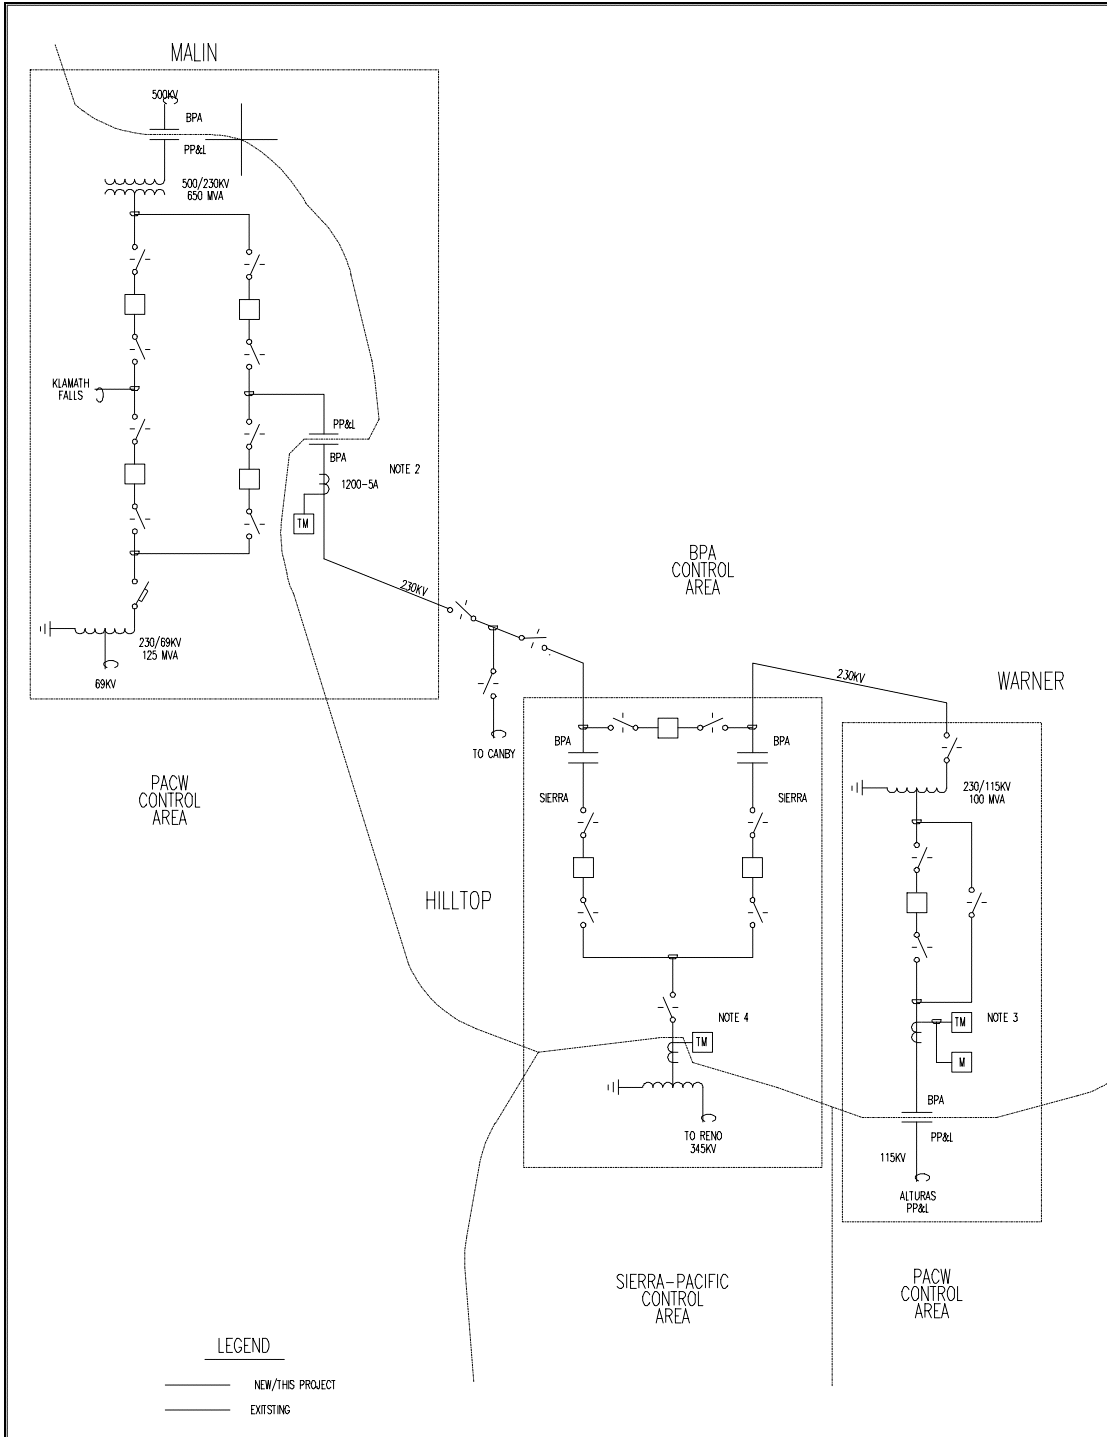 MALIN
500KV
BPA
PP&L
500/230KV
650 MVA
KLAMATH
FALLS
PP&L
BPA
NOTE 2
1200-5A
TM
230KV
230/69KV
125 MVA
69KV
BPA
CONTROL
AREA
WARNER
230KV
TO CANBY
BPA
BPA
SIERRA
SIERRA
230/115KV
100 MVA
PACW
CONTROL
AREA
HILLTOP
NOTE 4
TM
TM
NOTE 3
M
BPA
PP&L
TO RENO
345KV
115KV
ALTURAS
PP&L
SIERRA-PACIFIC
CONTROL
AREA
PACW
CONTROL
AREA
LEGEND
NEW/THIS PROJECT
EXITSTING